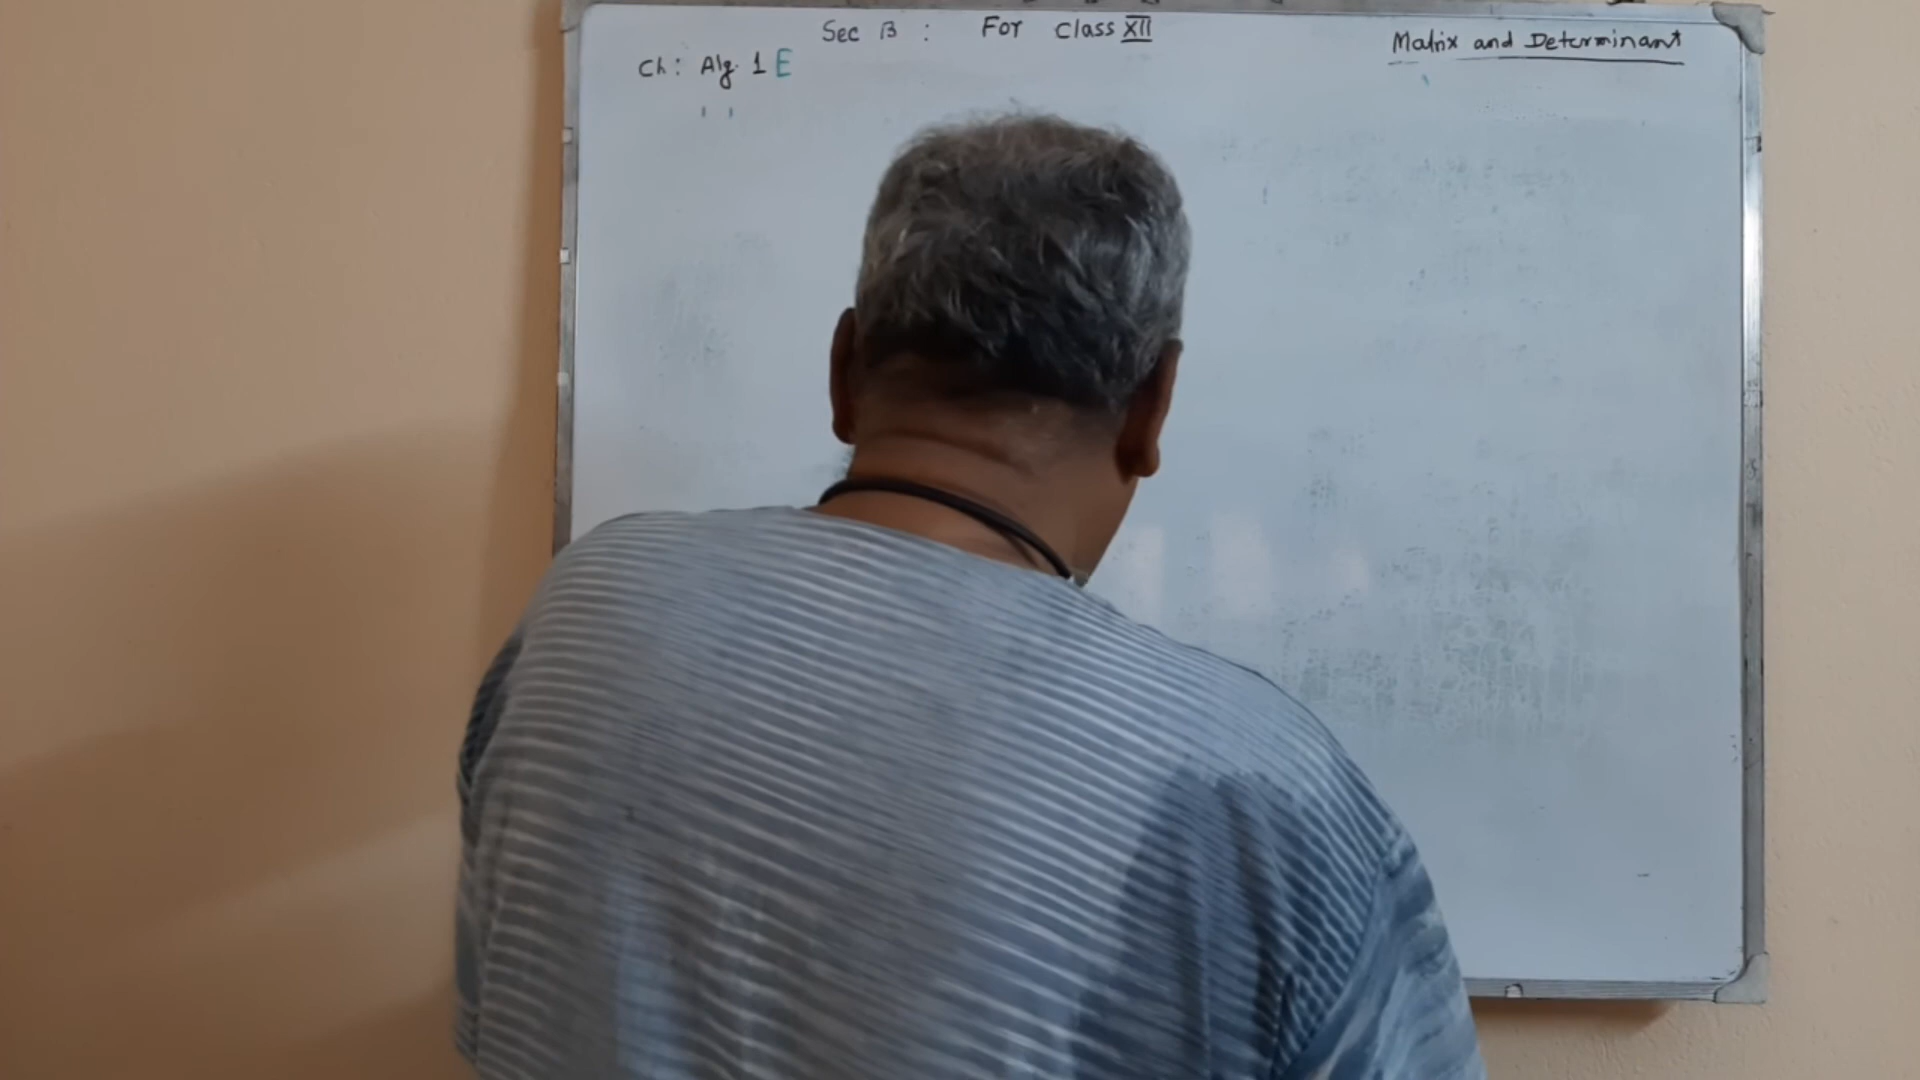 Sec B : For Class XII
Matrix and Determinant
Ch : Alg. 1 E